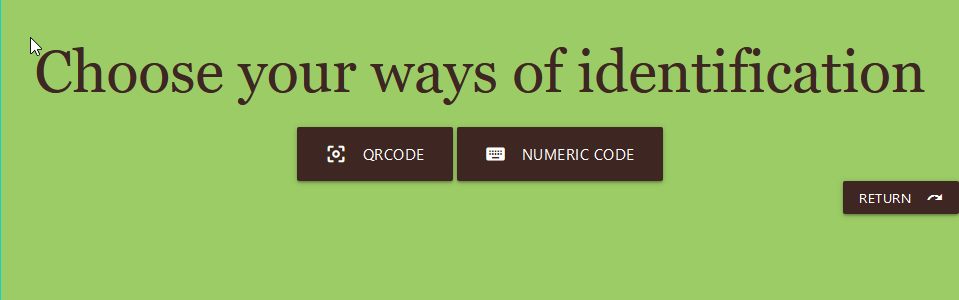 Choose your ways of identification
QRCODE NUMERIC CODE
RETURN